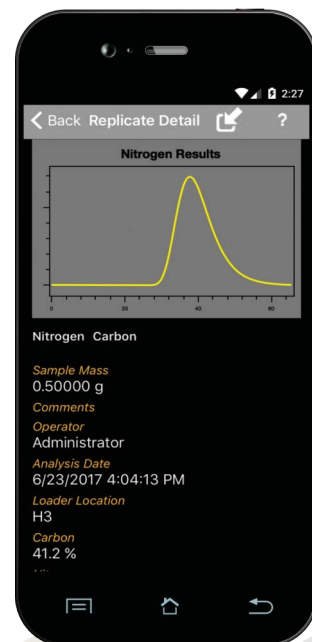 2:27
Back Replicate Detail ?
Nitrogen Results
0 20 40 60
Nitrogen Carbon
Sample Mass
0.50000 g
Comments
Operator
Administrator
Analysis Date
6/23/2017 4:04:13 PM
Loader Location
H3
Carbon
41.2 %